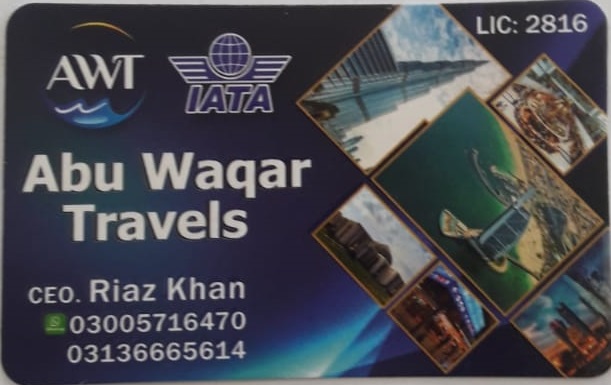 AWT
IATA
LIC: 2816
Abu Waqar
Travels
CEO. Riaz Khan
03005716470
03136665614